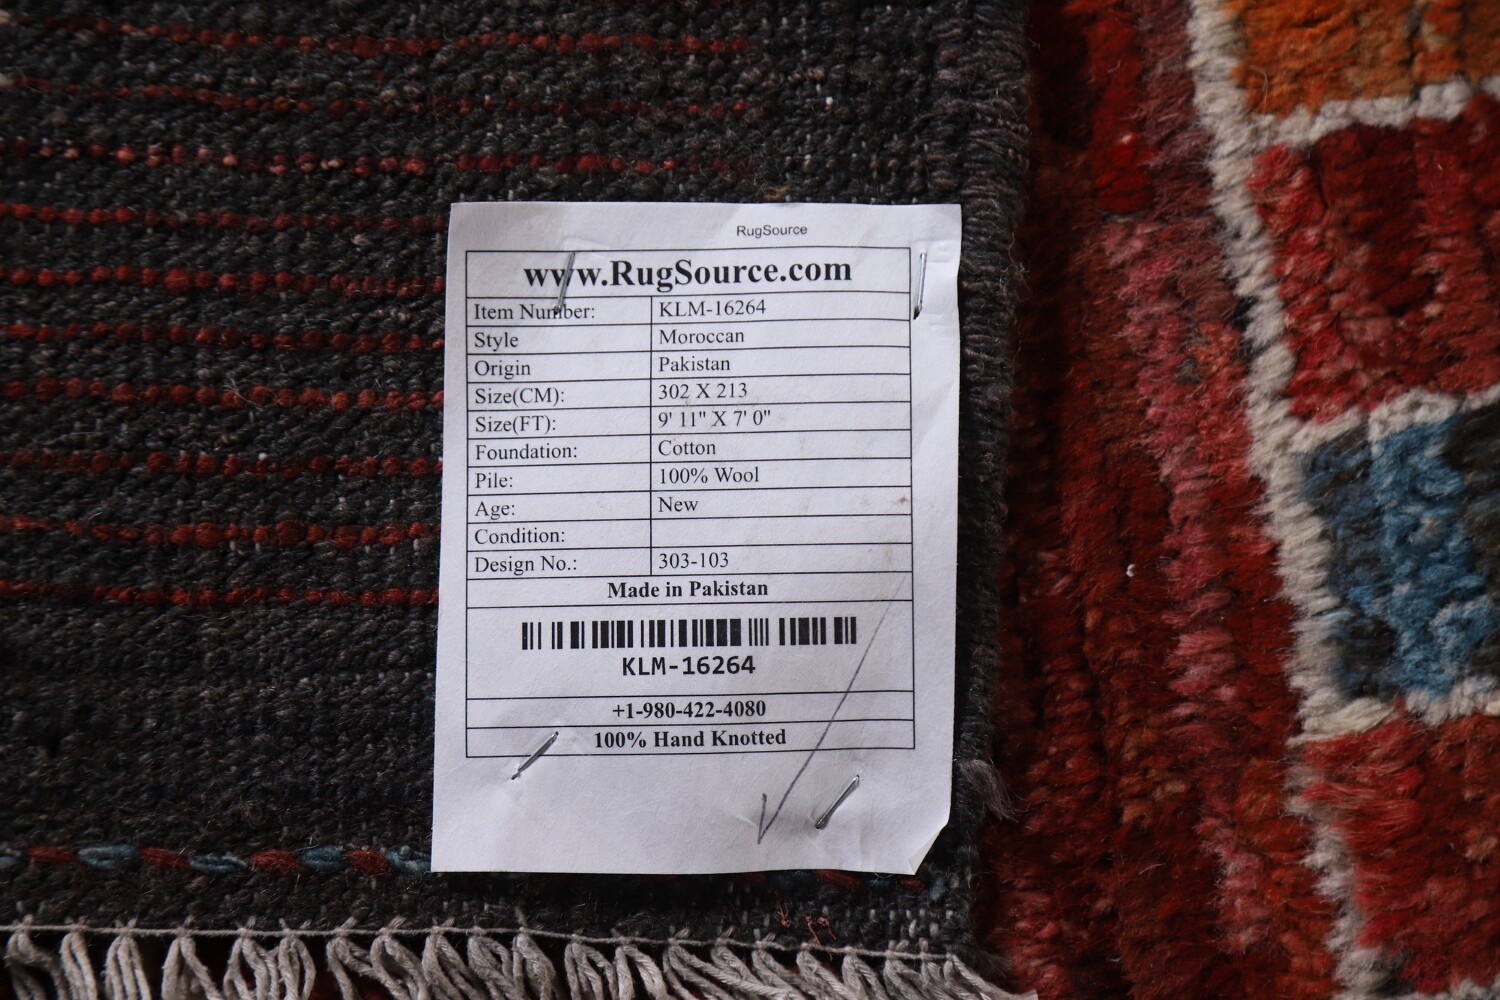 RugSource
www.RugSource.com
Item Number: KLM-16264
Style Moroccan
Origin Pakistan
Size(CM): 302 X 213
Size(FT): 9' 11" X 7' 0"
Foundation: Cotton
Pile: 100% Wool
Age: New
Condition:
Design No.: 303-103
Made in Pakistan
KLM-16264
+1-980-422-4080
100% Hand Knotted